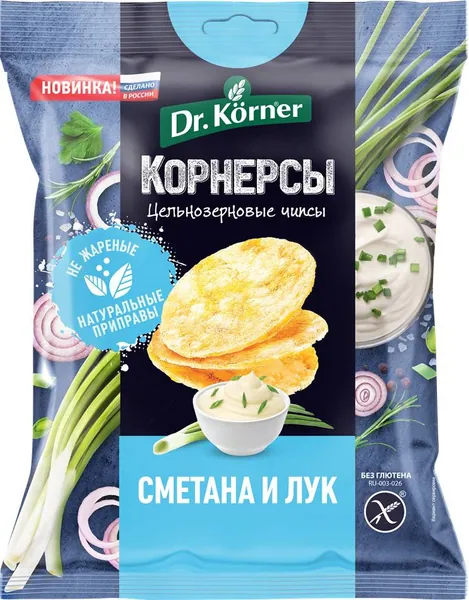 НОВИНКА!
СДЕЛАНО
В РОССИИ
Dr. Körner
КОРНЕРСЫ
Цельнозерновые чипсы
НЕ ЖАРЕНЫЕ
НАТУРАЛЬНЫЕ
ПРИПРАВЫ
СМЕТАНА И ЛУК
БЕЗ ГЛЮТЕНА
RU-003-026